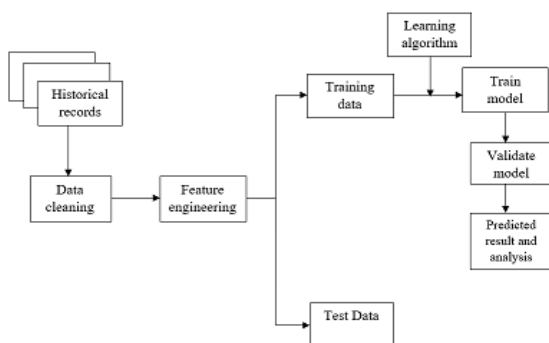 Learning
algorithm
Historical
records
Training
data
Train
model
Validate
model
Data
cleaning
Feature
engineering
Predicted
result and
analysis
Test Data